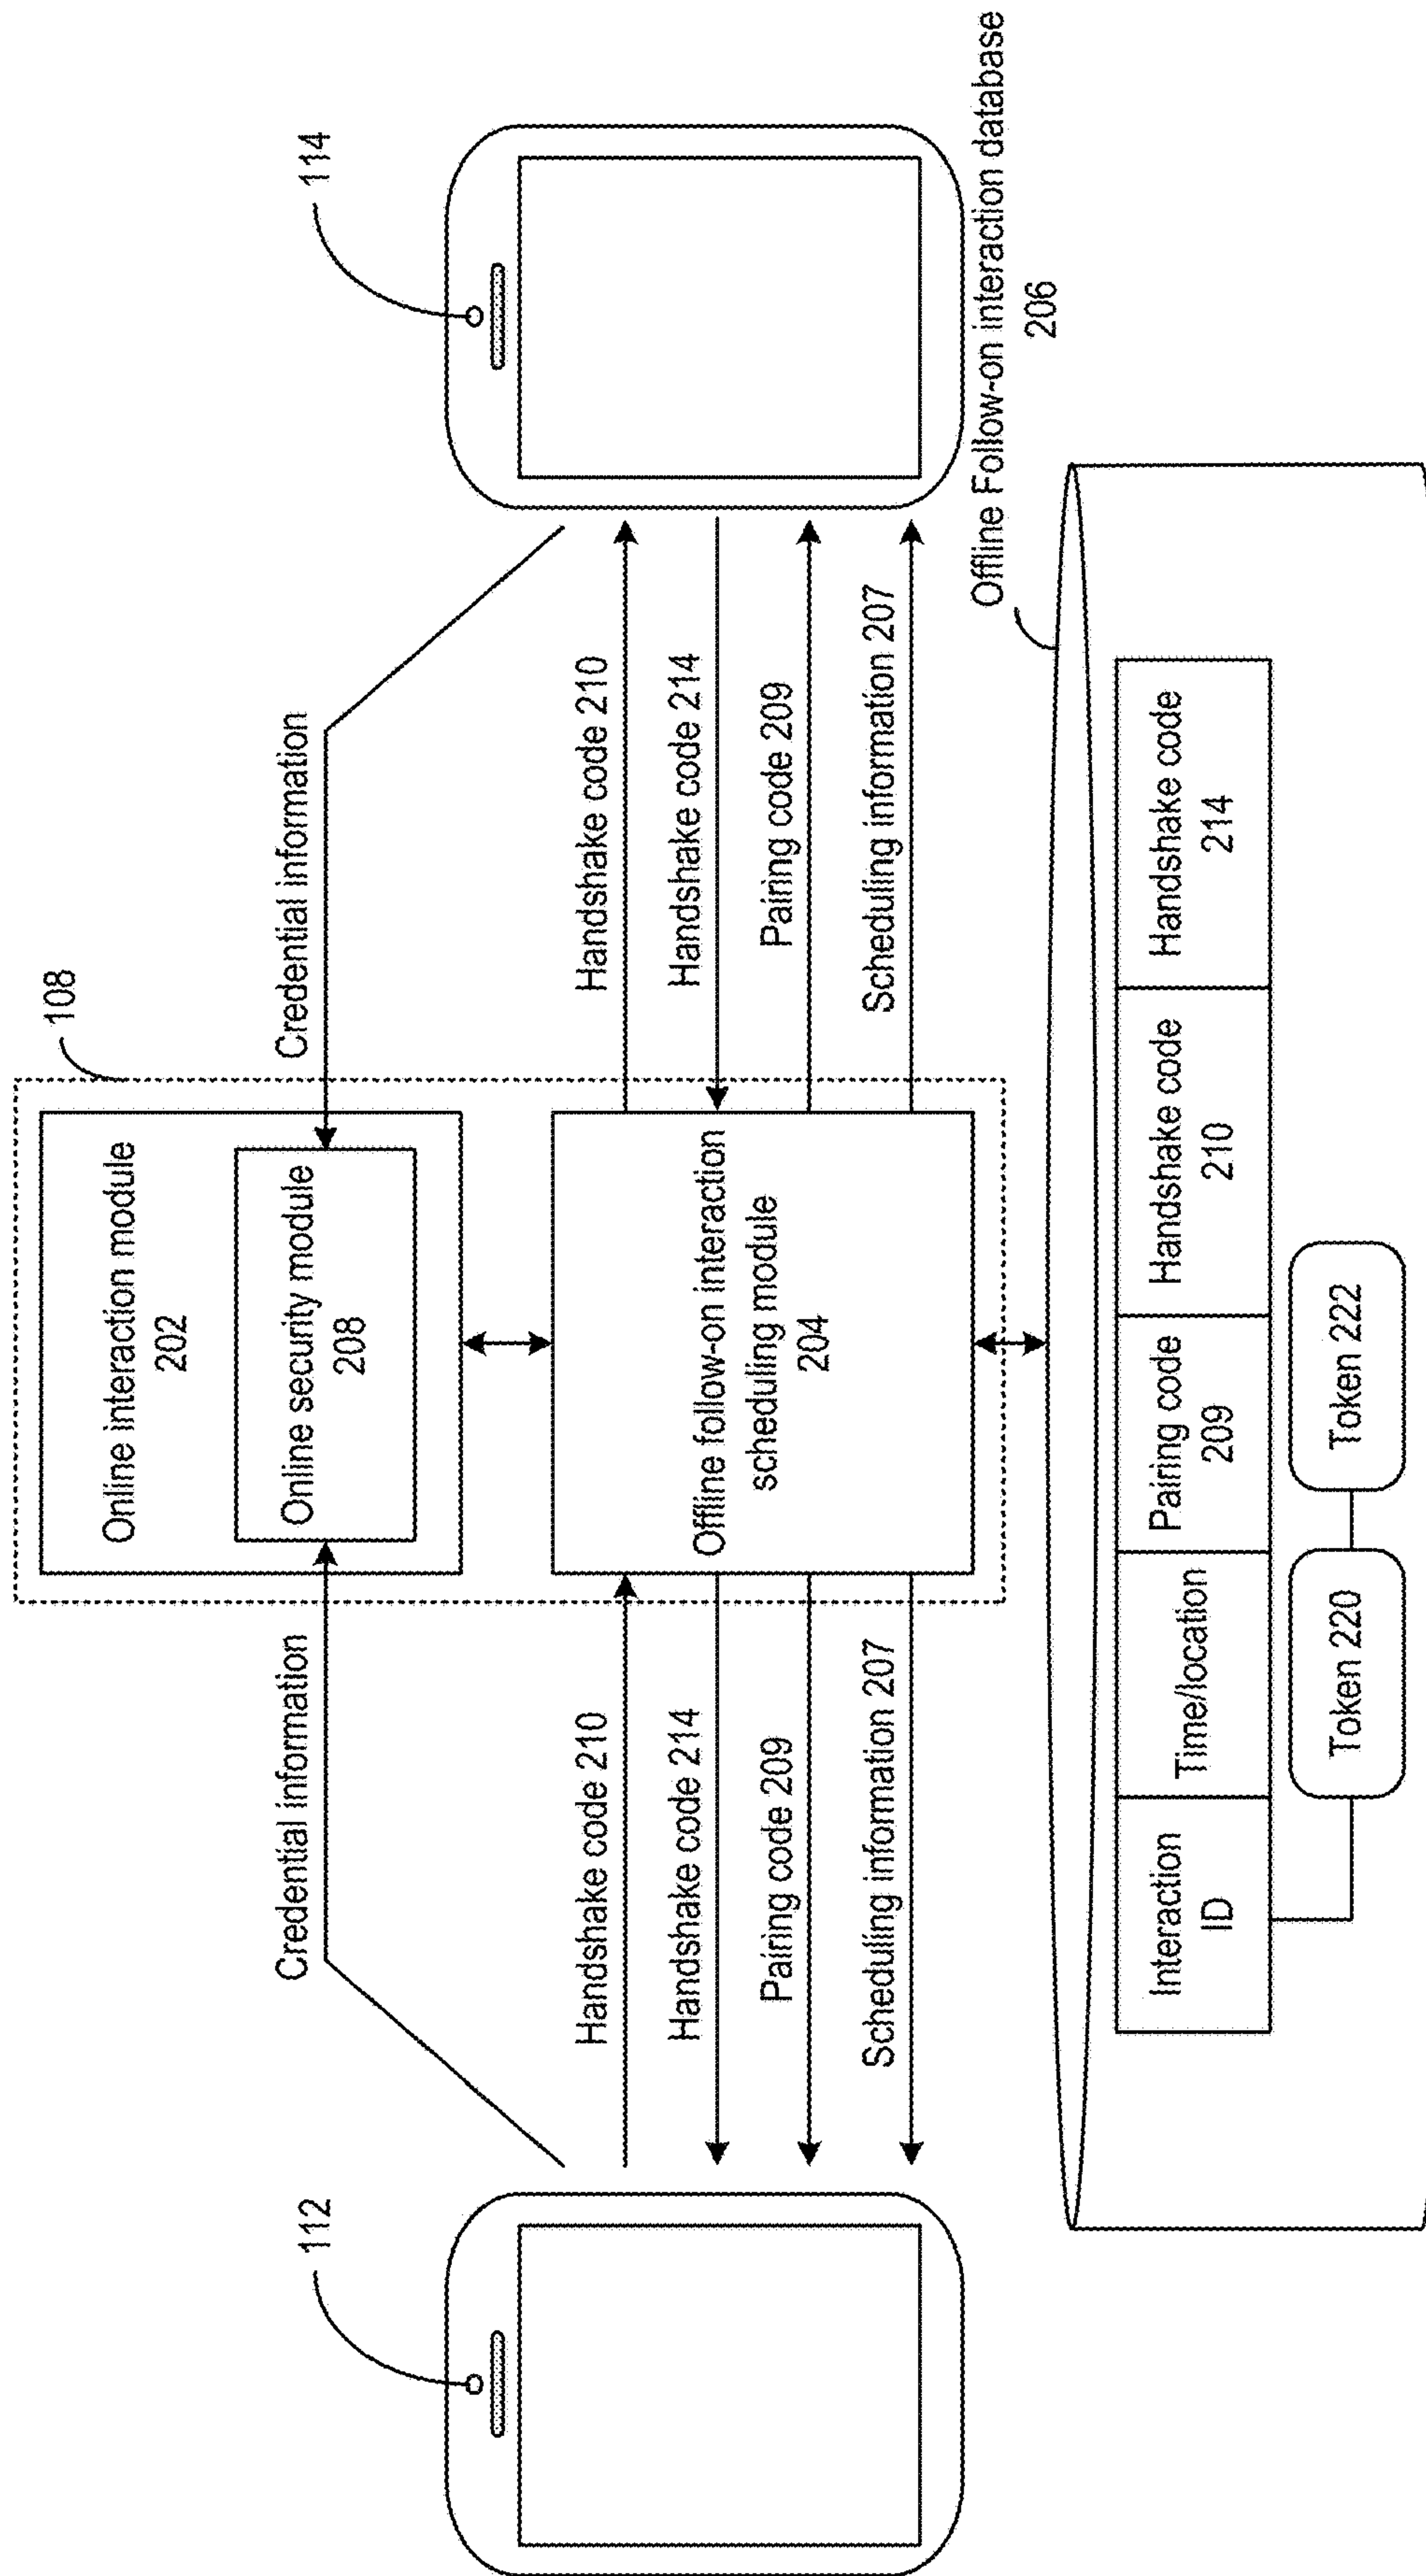 108
Online interaction module
202
Online security module
208
Credential information
Credential information
112
114
Handshake code 210
Handshake code 214
Pairing code 209
Scheduling information 207
Offline follow-on interaction
scheduling module
204
Handshake code 210
Handshake code 214
Pairing code 209
Scheduling information 207
Offline Follow-on interaction database
206
Interaction
ID
Time/location
Pairing code
209
Handshake code
210
Handshake code
214
Token 220
Token 222